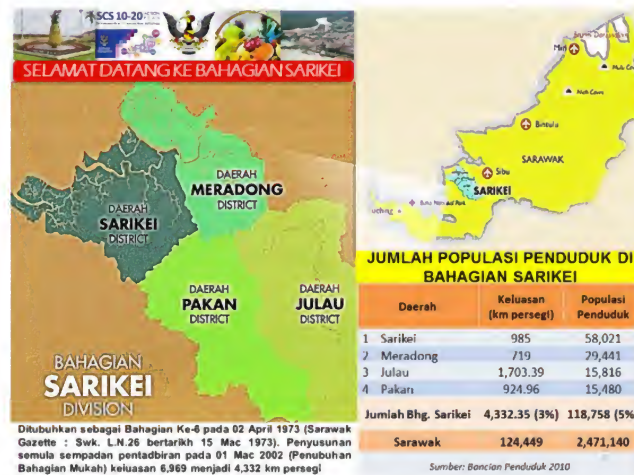 SCS 10-20
SELAMAT DATANG KE BAHAGIAN SARIKEI
DAERAH
MERADONG
DISTRICT
DAERAH
SARIKEI
DISTRICT
DAERAH
PAKAN
DISTRICT
DAERAH
JULAU
DISTRICT
BAHAGIAN
SARIKEI
DIVISION
Ditubuhkan sebagai Bahagian Ke-6 pada 02 April 1973 (Sarawak
Gazette : Swk. L.N.26 bertarikh 15 Mac 1973). Penyusunan
semula sempadan pentadbiran pada 01 Mac 2002 (Penubuhan
Bahagian Mukah) keluasan 6,969 menjadi 4,332 km persegi
Miri
Bintulu
SARAWAK
Sibu
SARIKEI
JUMLAH POPULASI PENDUDUK DI
BAHAGIAN SARIKEI
Daerah Keluasan (km persegi) Populasi Penduduk
1 Sarikei 985 58,021
2 Meradong 719 29,441
3 Julau 1,703.39 15,816
4 Pakan 924.96 15,480
Jumlah Bhg. Sarikei 4,332.35 (3%) 118,758 (5%
Sarawak 124,449 2,471,140
Sumber: Bancian Penduduk 2010